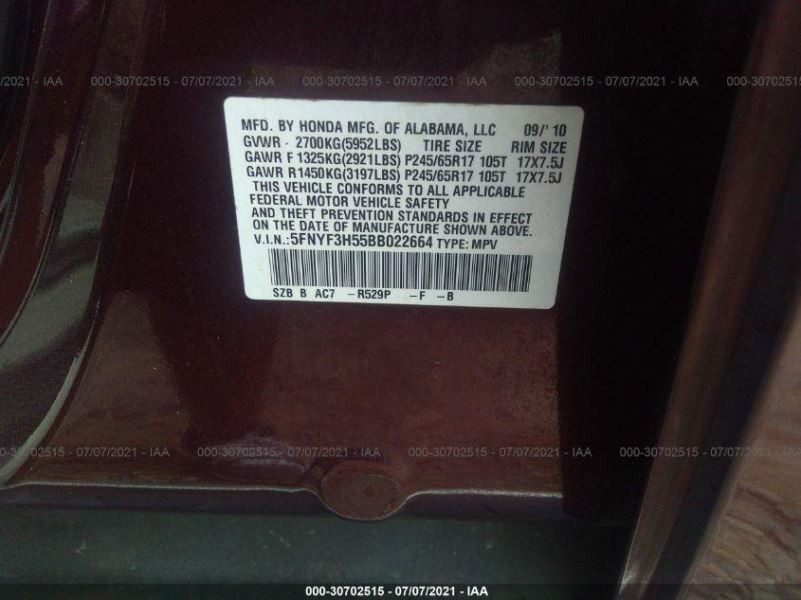 000-30702515 - 07/07/2021 - IAA
MFD. BY HONDA MFG. OF ALABAMA, LLC 09/' 10
GVWR - 2700KG(5952LBS) TIRE SIZE RIM SIZE
GAWR F 1325KG(2921LBS) P245/65R17 105T 17X7.5J
GAWR R1450KG(3197LBS) P245/65R17 105T 17X7.5J
THIS VEHICLE CONFORMS TO ALL APPLICABLE
FEDERAL MOTOR VEHICLE SAFETY
AND THEFT PREVENTION STANDARDS IN EFFECT
ON THE DATE OF MANUFACTURE SHOWN ABOVE.
V.I.N.:5FNYF3H55BB022664 TYPE: MPV
SZB B AC7 -R529P -F -B
000-30702515 - 07/07/2021 - IAA
000-30702515 - 07/07/2021 - IAA